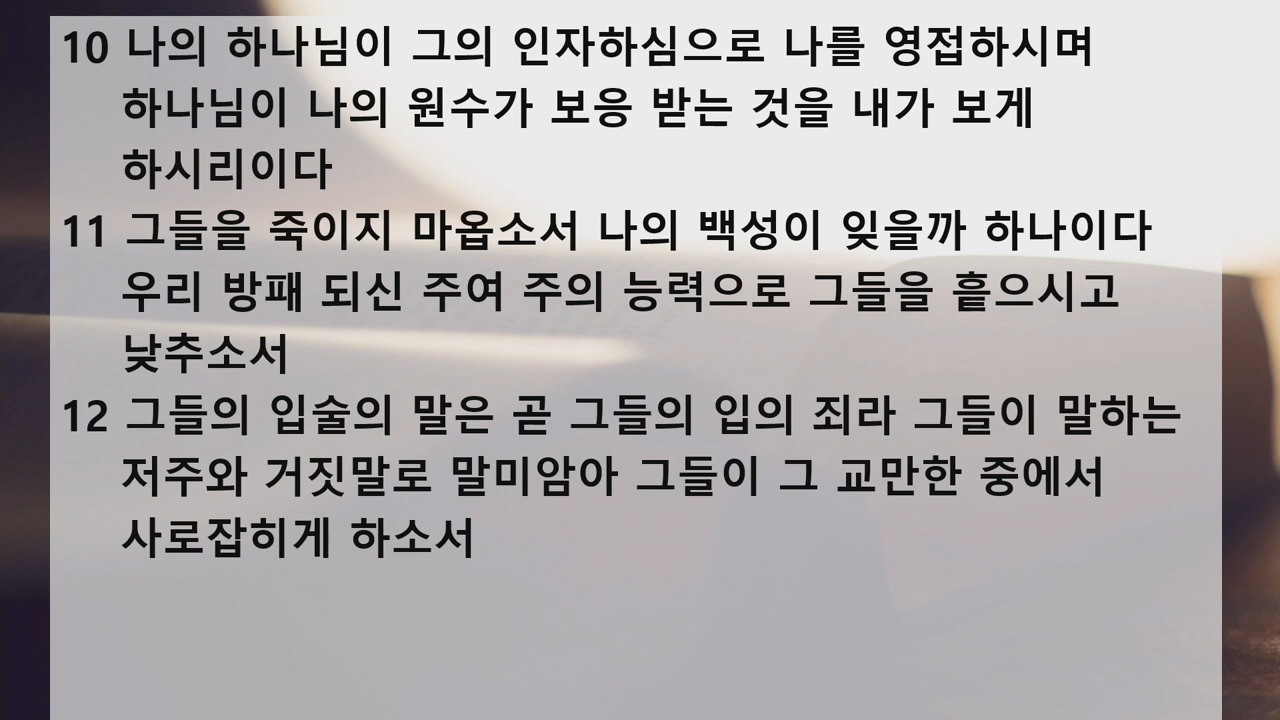 10 나의 하나님이 그의 인자하심으로 나를 영접하시며
하나님이 나의 원수가 보응 받는 것을 내가 보게
하시리이다
11 그들을 죽이지 마옵소서 나의 백성이 잊을까 하나이다
우리 방패 되신 주여 주의 능력으로 그들을 흩으시고
낮추소서
12 그들의 입술의 말은 곧 그들의 입의 죄라 그들이 말하는
저주와 거짓말로 말미암아 그들이 그 교만한 중에서
사로잡히게 하소서